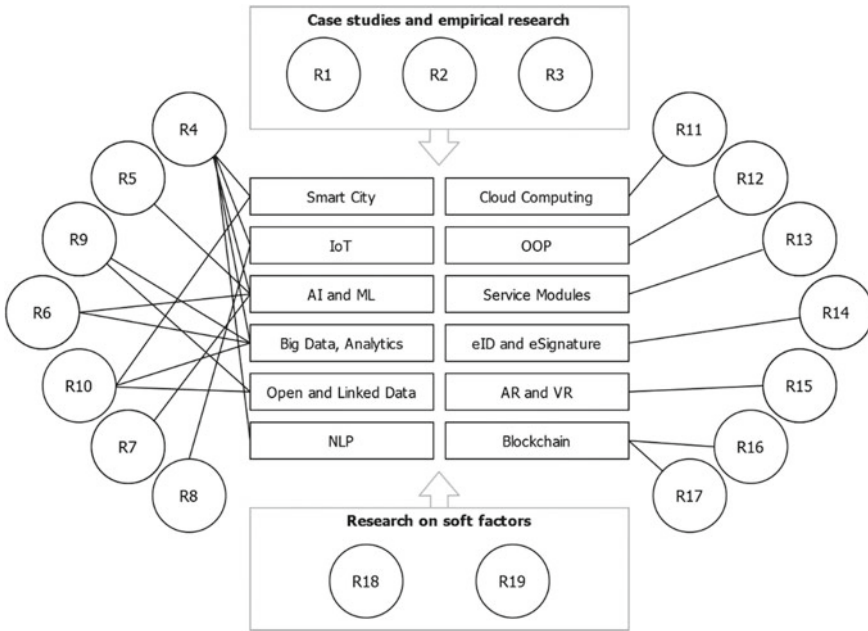 Case studies and empirical research
R1 R2 R3
R4 R11
R5 R12
Smart City Cloud Computing
R9 R13
IoT OOP
AI and ML Service Modules
R6 R14
Big Data, Analytics eID and eSignature
R10 R15
Open and Linked Data AR and VR
NLP Blockchain
R7 R16
R8 R17
Research on soft factors
R18 R19